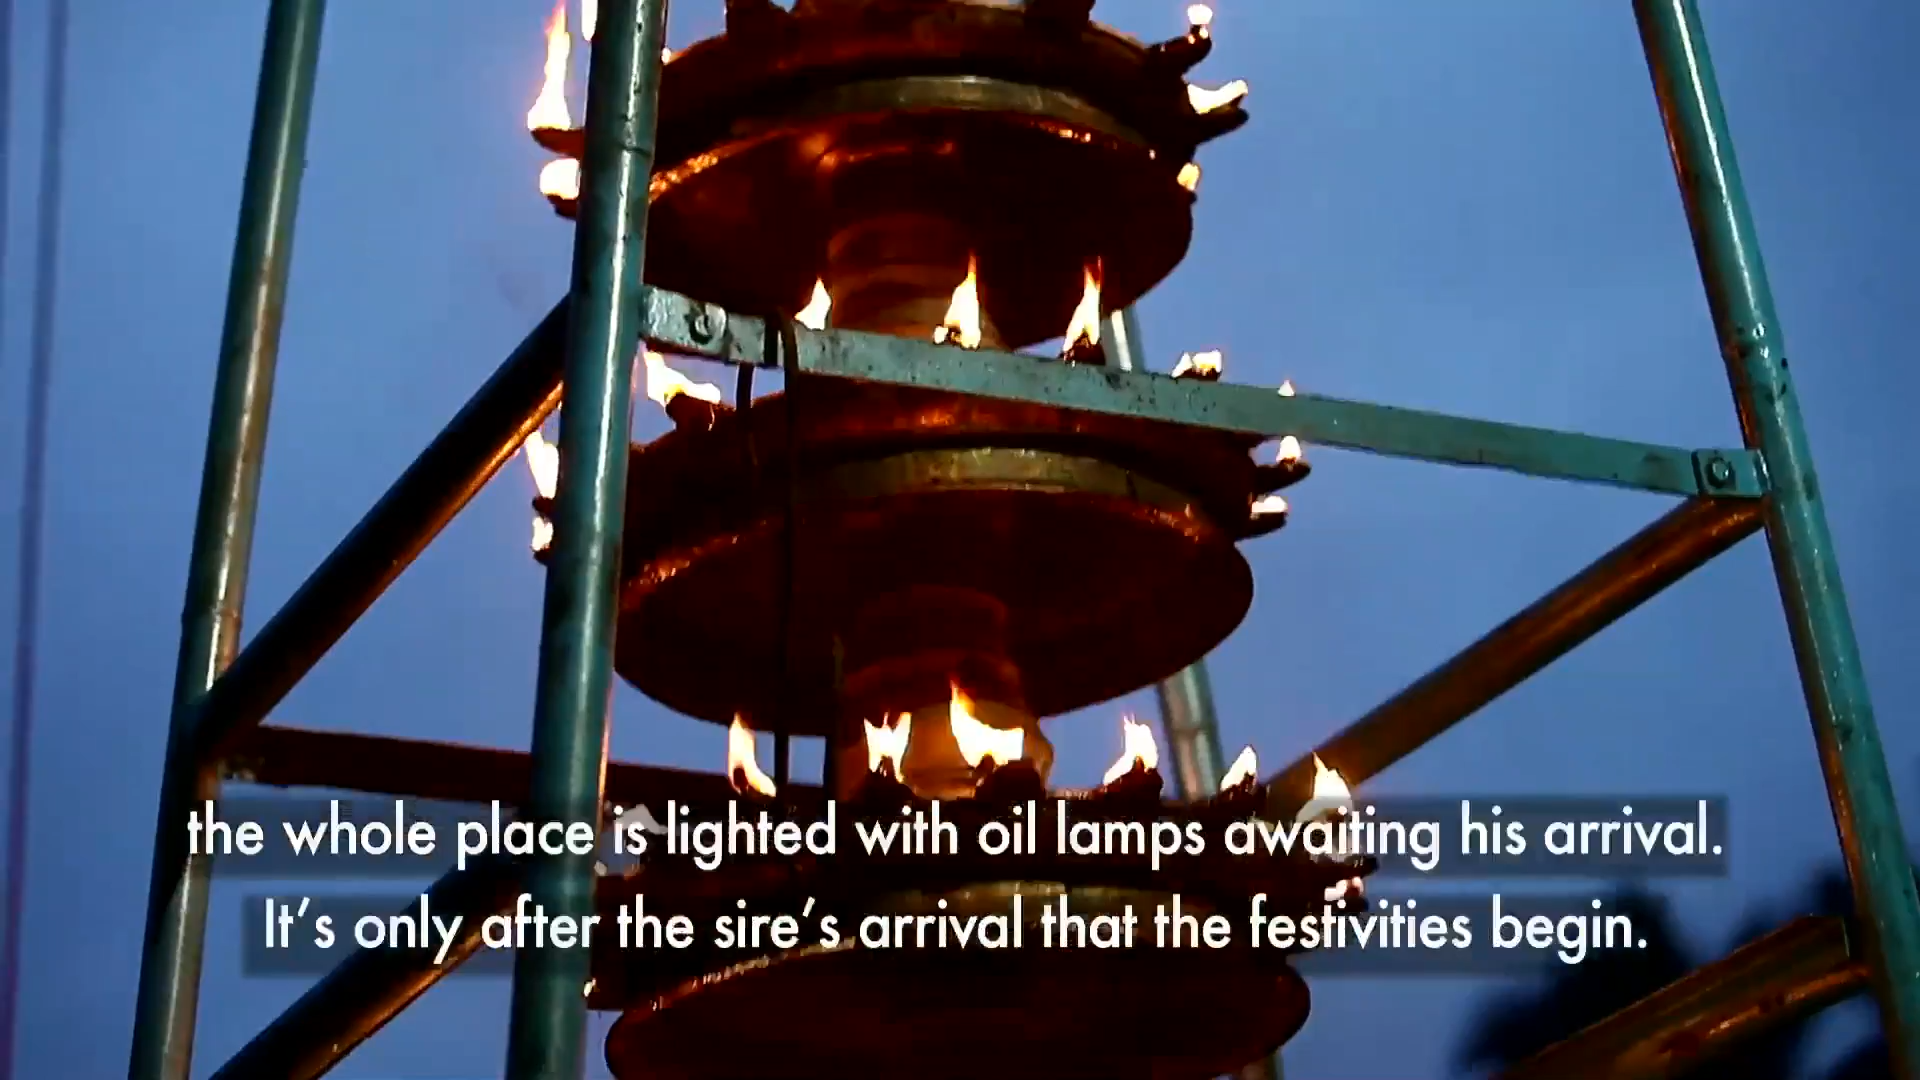 the whole place is lighted with oil lamps awaiting his arrival.
It’s only after the sire’s arrival that the festivities begin.